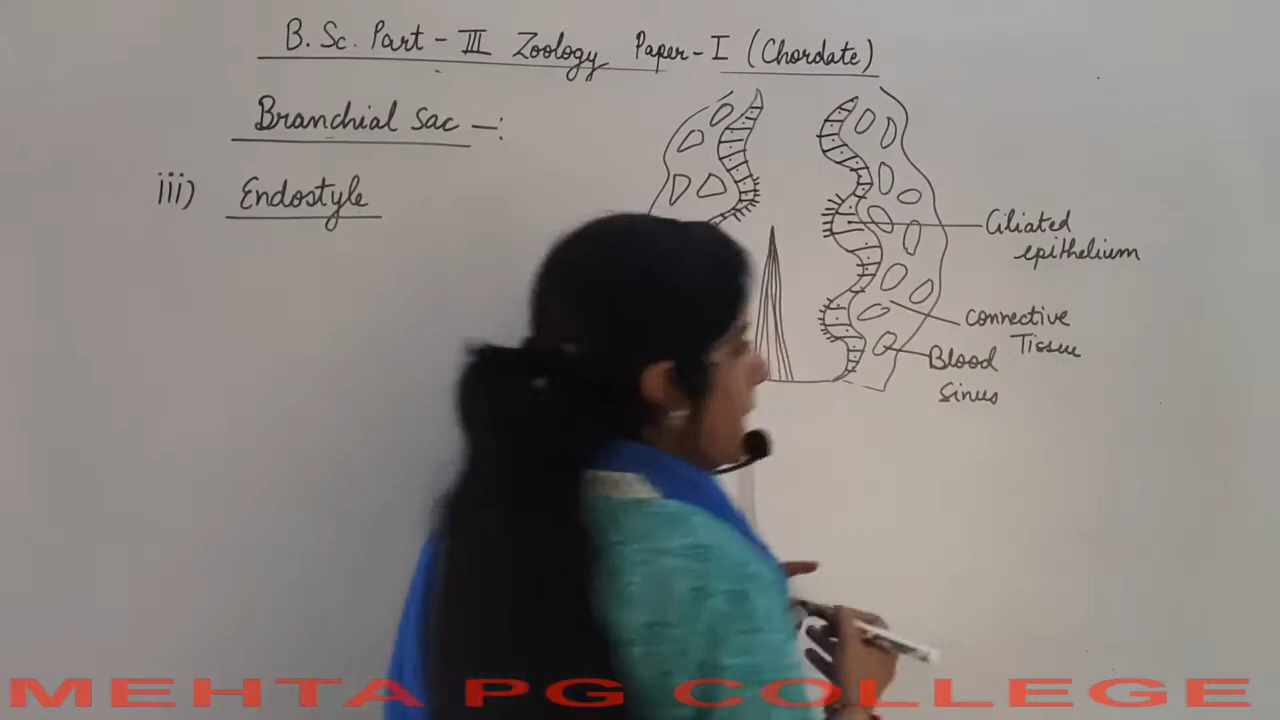 B. Sc. Part - III Zoology Paper - I (Chordate)
Branchial sac -:
iii) Endostyle
Ciliated
epithelium
connective
Tissue
Blood
sinus
MEHTA PG COLLEGE